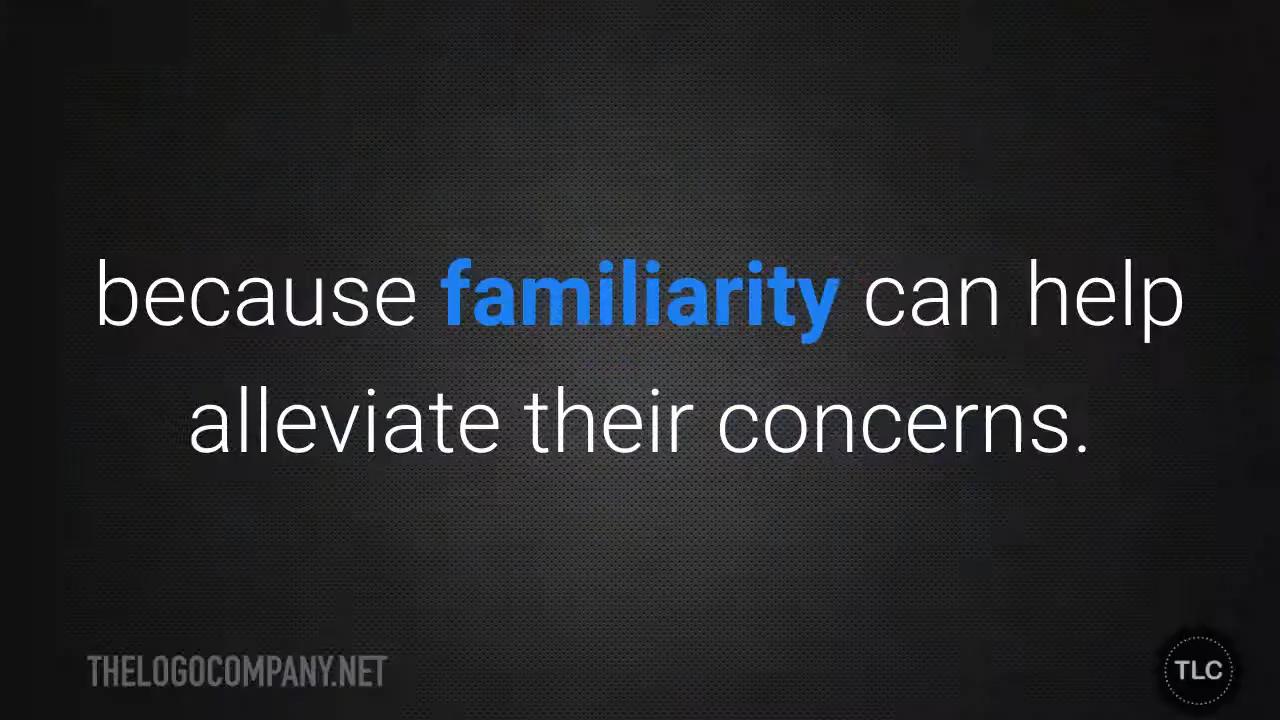 because familiarity can help
alleviate their concerns.
THELOGOCOMPANY.NET
TLC